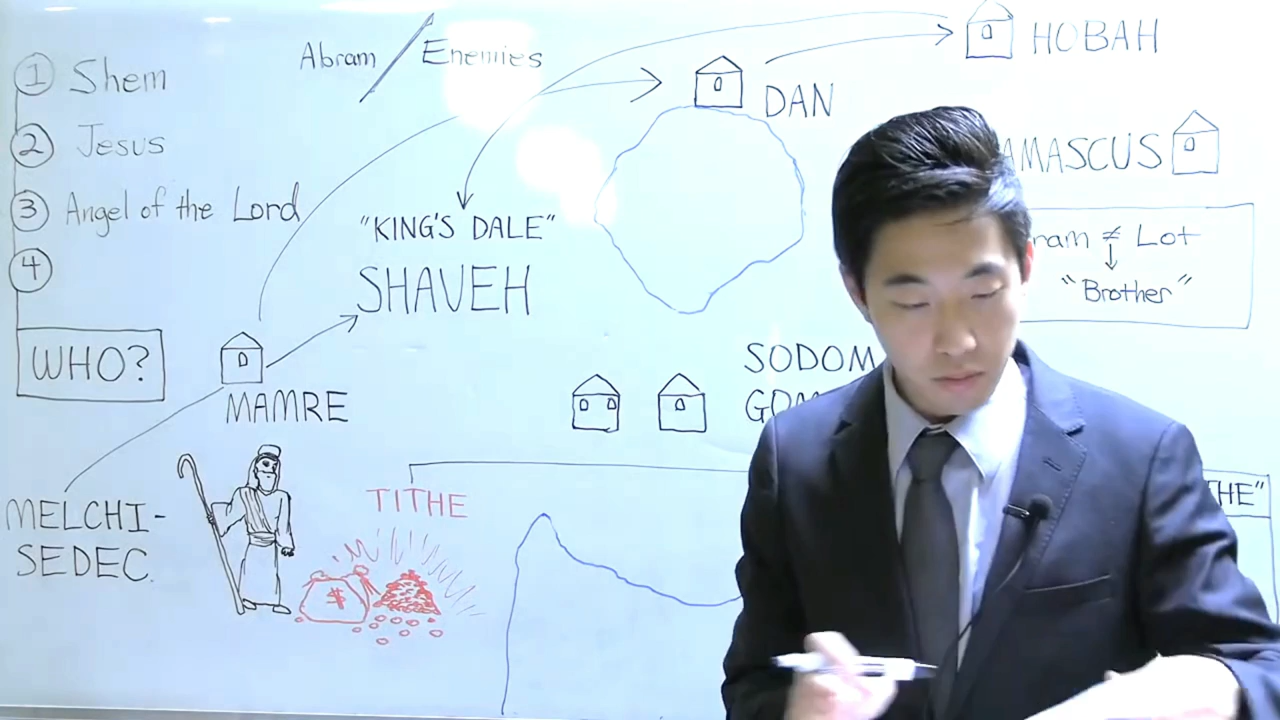 1 Shem
2 Jesus
3 Angel of the Lord
4
WHO?
Abram / Enemies
HOBAH
DAN
AMASCUS
"KING'S DALE"
SHAVEH
ram ≠ Lot
"Brother"
MAMRE
SODOM
GOM
MELCHI-
SEDEC.
TITHE
$
THE"